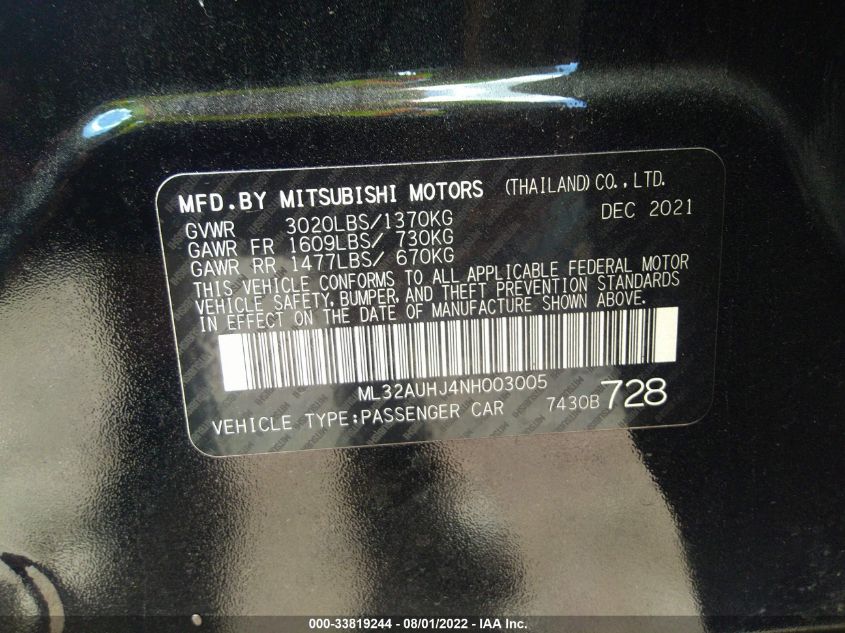 MFD.BY MITSUBISHI MOTORS (THAILAND) CO., LTD.
GVWR 3020LBS/1370KG DEC 2021
GAWR FR 1609LBS/ 730KG
GAWR RR 1477LBS/ 670KG
THIS VEHICLE CONFORMS TO ALL APPLICABLE FEDERAL MOTOR
VEHICLE SAFETY, BUMPER, AND THEFT PREVENTION STANDARDS
IN EFFECT ON THE DATE OF MANUFACTURE SHOWN ABOVE.
ML32AUHJ4NH003005
VEHICLE TYPE:PASSENGER CAR 7430B 728
000-33819244 - 08/01/2022 - IAA Inc.